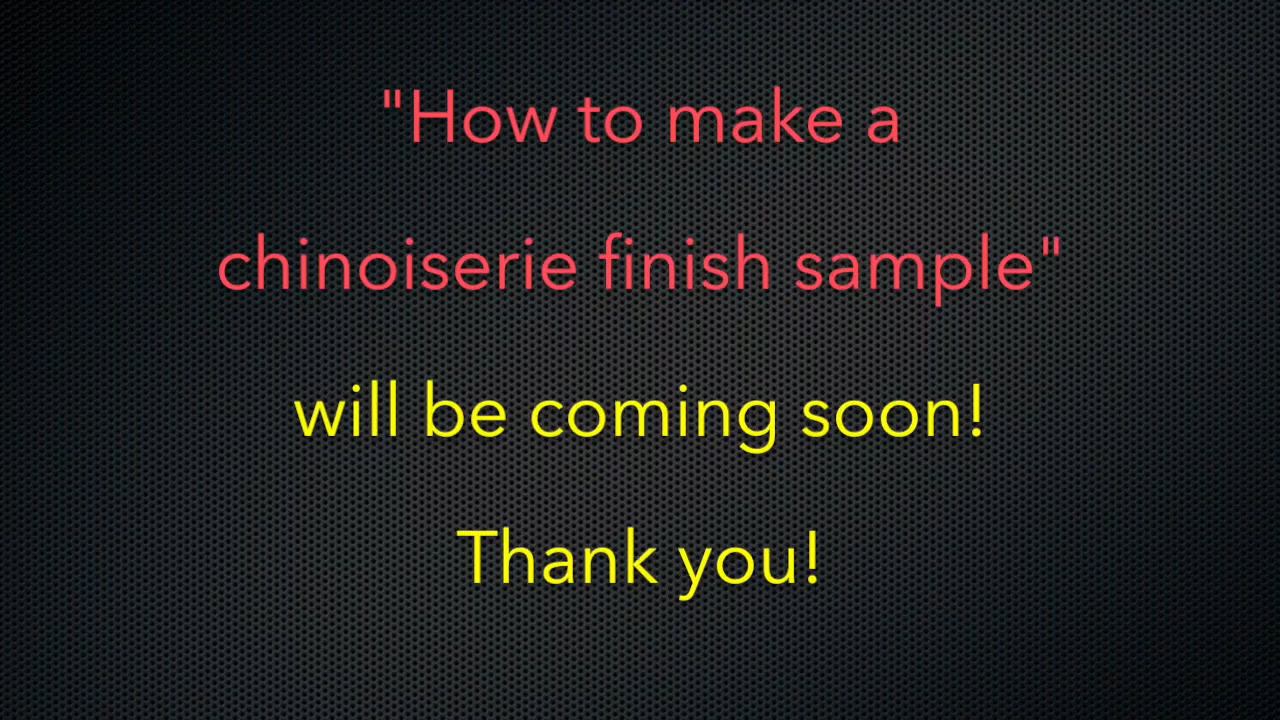 "How to make a
chinoiserie finish sample"
will be coming soon!
Thank you!